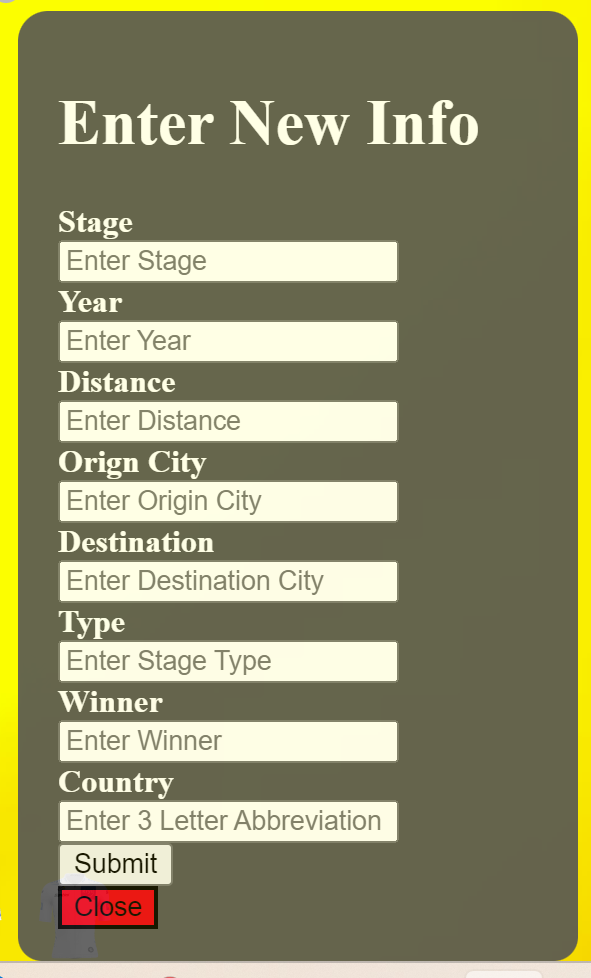 Enter New Info
Stage
Enter Stage
Year
Enter Year
Distance
Enter Distance
Orign City
Enter Origin City
Destination
Enter Destination City
Type
Enter Stage Type
Winner
Enter Winner
Country
Enter 3 Letter Abbreviation
Submit
Close